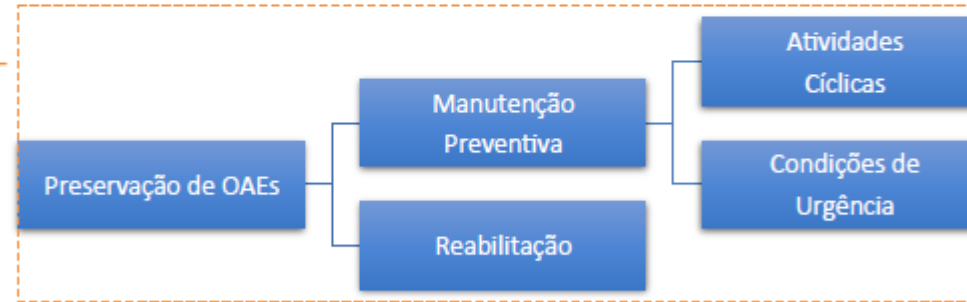 Preservação de OAEs
Manutenção
Preventiva
Reabilitação
Atividades
Cíclicas
Condições de
Urgência